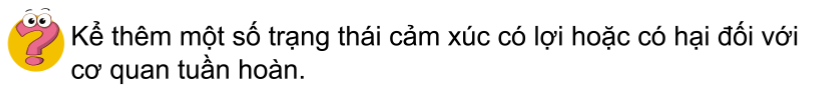 Kể thêm một số trạng thái cảm xúc có lợi hoặc có hại đối với
cơ quan tuần hoàn.